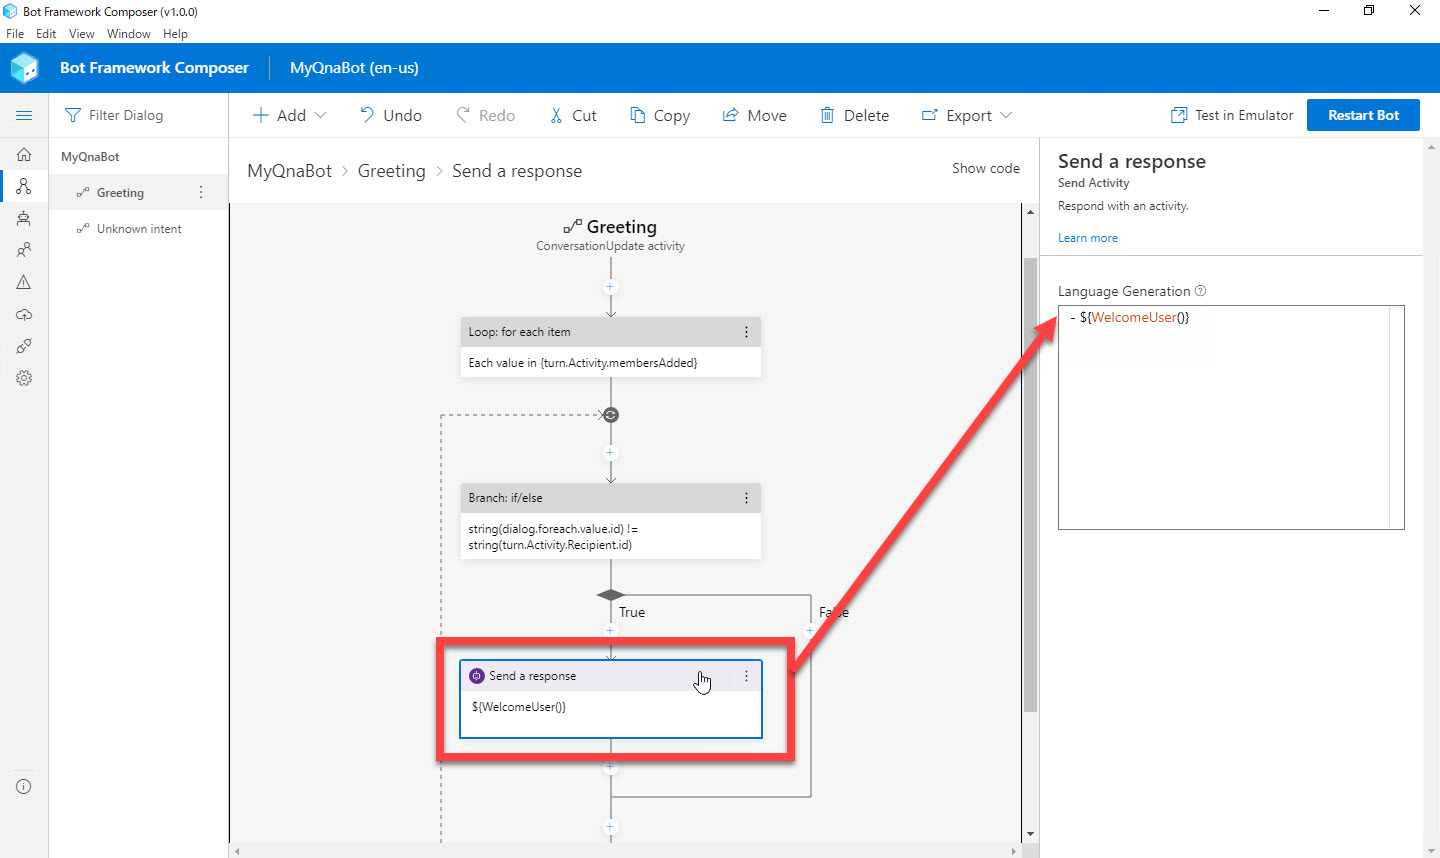 Bot Framework Composer (v1.0.0)
File Edit View Window Help
Bot Framework Composer MyQnaBot (en-us)
Filter Dialog Add Undo Redo Cut Copy Move Delete Export Test in Emulator Restart Bot
MyQnaBot
Greeting
Unknown intent
MyQnaBot > Greeting > Send a response Show code
Greeting
ConversationUpdate activity
Loop: for each item
Each value in {turn.Activity.membersAdded}
Branch: if/else
string(dialog.foreach.value.id) !=
string(turn.Activity.Recipient.id)
True False
Send a response
${WelcomeUser()}
Send a response
Send Activity
Respond with an activity.
Learn more
Language Generation
- ${WelcomeUser()}